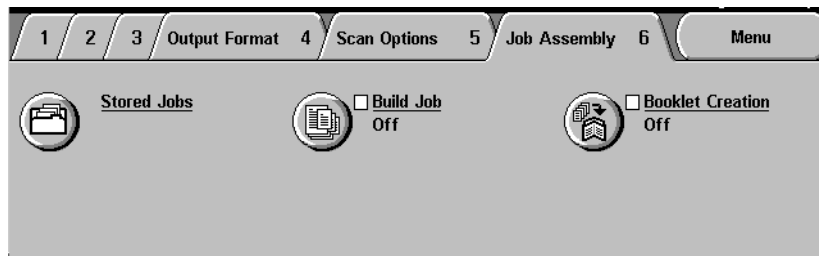 1 2 3 Output Format 4 Scan Options 5 Job Assembly 6 Menu
Stored Jobs Build Job Booklet Creation
Off Off